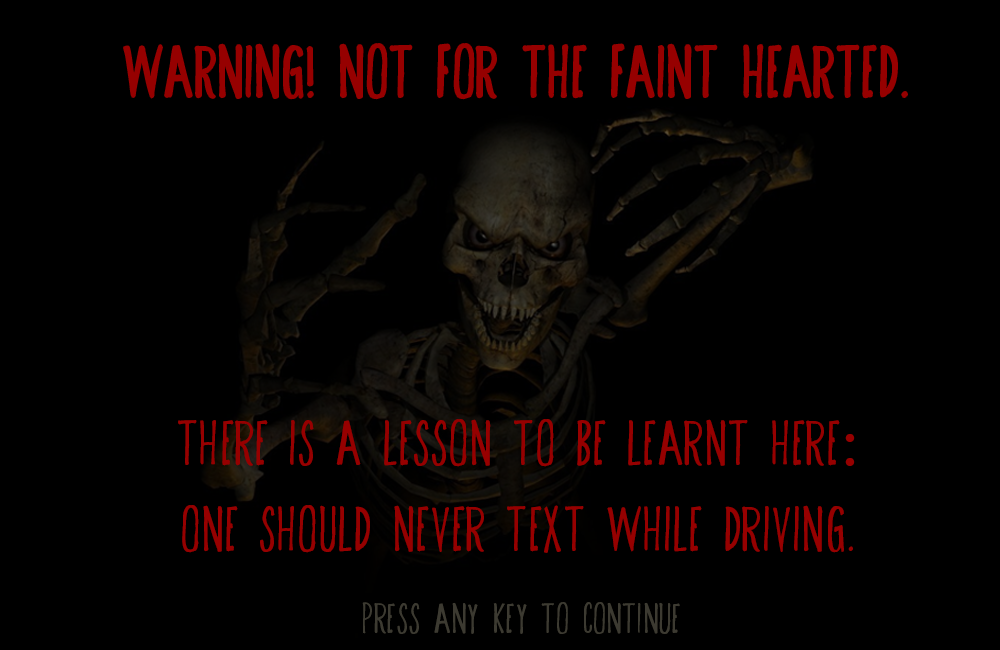 WARNING! NOT FOR THE FAINT HEARTED.
THERE IS A LESSON TO BE LEARNT HERE:
ONE SHOULD NEVER TEXT WHILE DRIVING.
PRESS ANY KEY TO CONTINUE